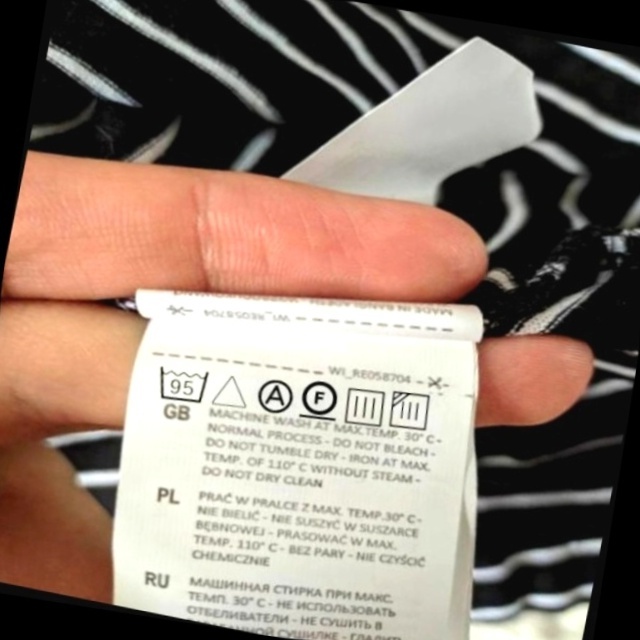 WI_RE058704
WI_RE058704
95 A F
GB MACHINE WASH AT MAX.TEMP. 30° C -
NORMAL PROCESS - DO NOT BLEACH -
DO NOT TUMBLE DRY - IRON AT MAX.
TEMP. OF 110° C WITHOUT STEAM -
DO NOT DRY CLEAN
PL PRAĆ W PRALCE Z MAX. TEMP.30° C -
NIE BIELIĆ - NIE SUSZYĆ W SUSZARCE
BĘBNOWEJ - PRASOWAĆ W MAX.
TEMP. 110° C - BEZ PARY - NIE CZYŚCIĆ
CHEMICZNIE
RU МАШИННАЯ СТИРКА ПРИ МАКС.
ТЕМП. 30° С - НЕ ИСПОЛЬЗОВАТЬ
ОТБЕЛИВАТЕЛИ - НЕ СУШИТЬ В
СУШИЛКЕ - ГЛАДИТЬ